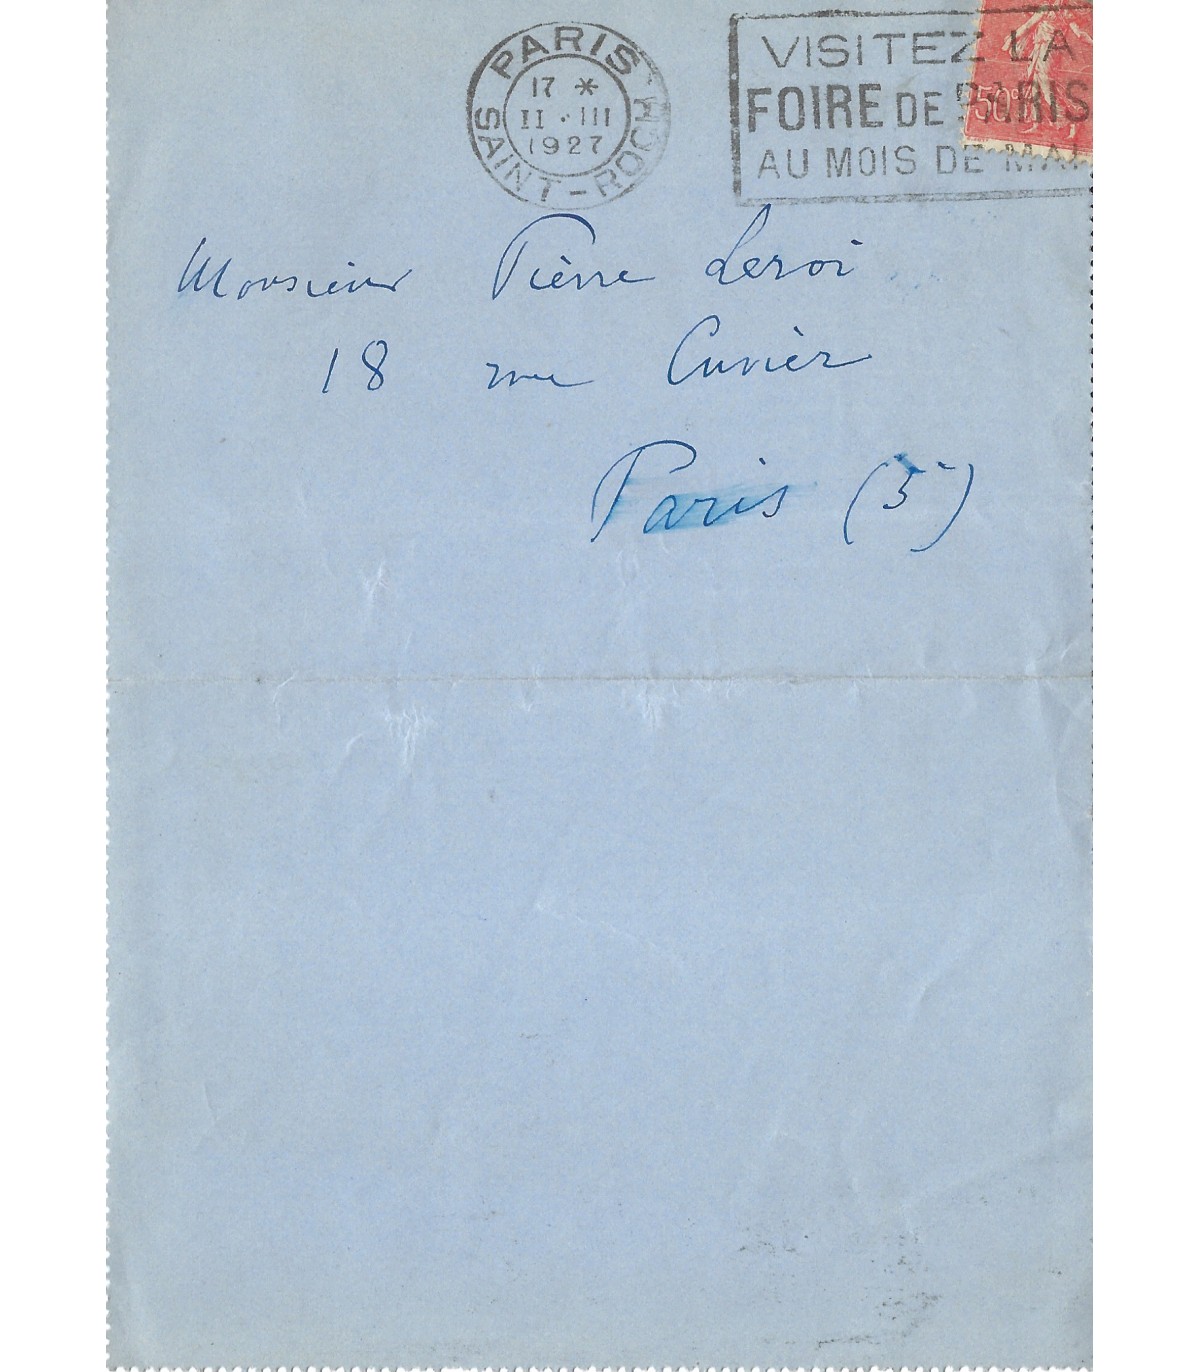 PARIS
17 *
II · III
1927
SAINT-ROCH
VISITEZ LA
FOIRE DE PARIS
AU MOIS DE MAI
50c
Monsieur Pierre Leroi
18 rue Cuvier
Paris (5e)